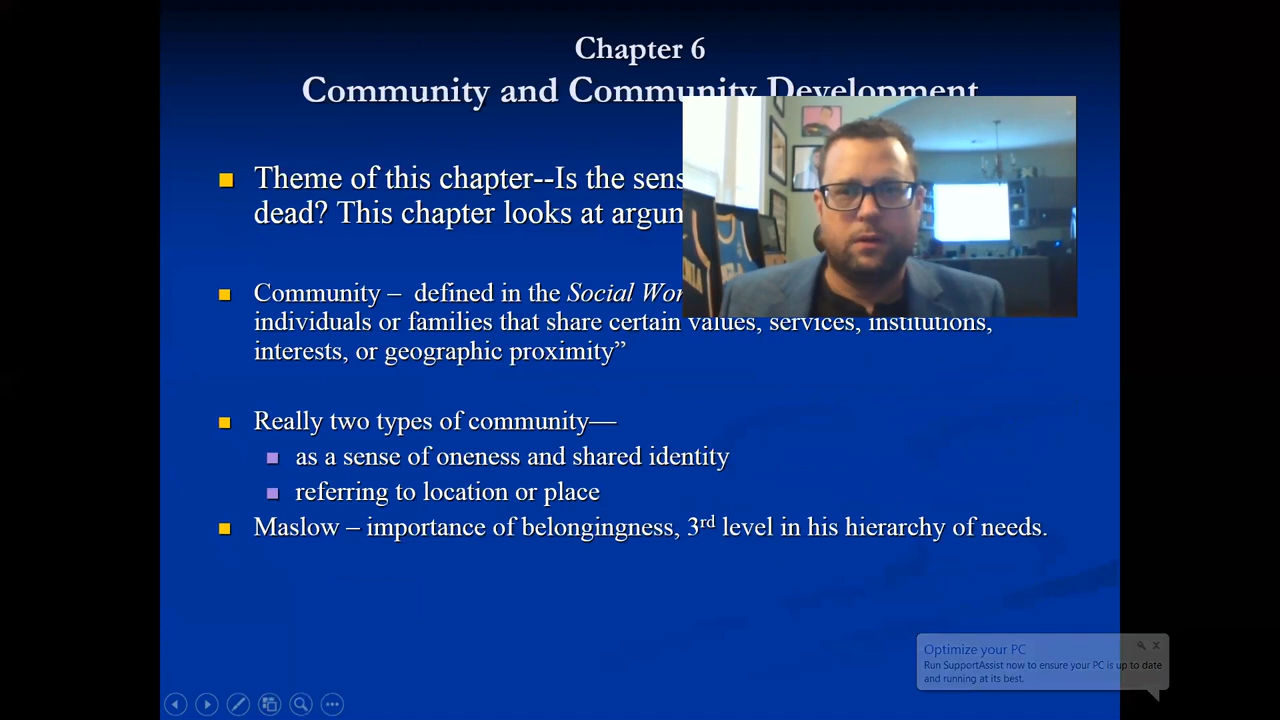 Chapter 6
Community and Community Development
Theme of this chapter--Is the
dead? This chapter looks at
Community – defined in the Social
individuals or families that share certain values, services, institutions,
interests, or geographic proximity”
Really two types of community—
as a sense of oneness and shared identity
referring to location or place
Maslow – importance of belongingness, 3rd level in his hierarchy of needs.
Optimize your PC
Run SupportAssist now to ensure your PC is up to date
and running at its best.